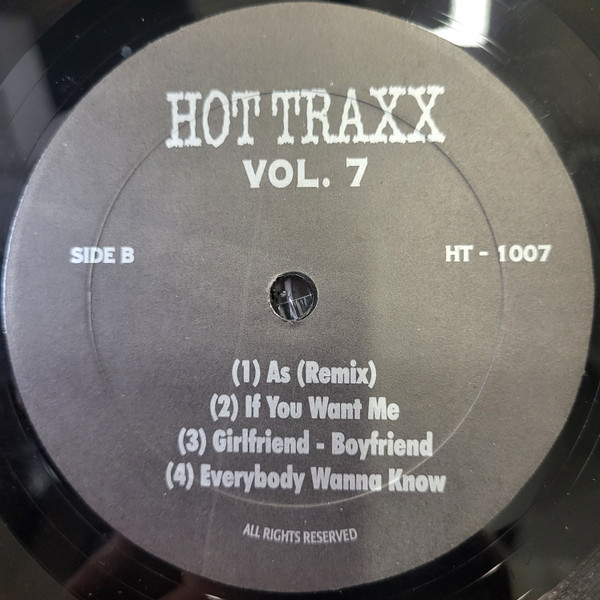 HOT TRAXX
VOL. 7
SIDE B
HT - 1007
(1) As (Remix)
(2) If You Want Me
(3) Girlfriend - Boyfriend
(4) Everybody Wanna Know
ALL RIGHTS RESERVED